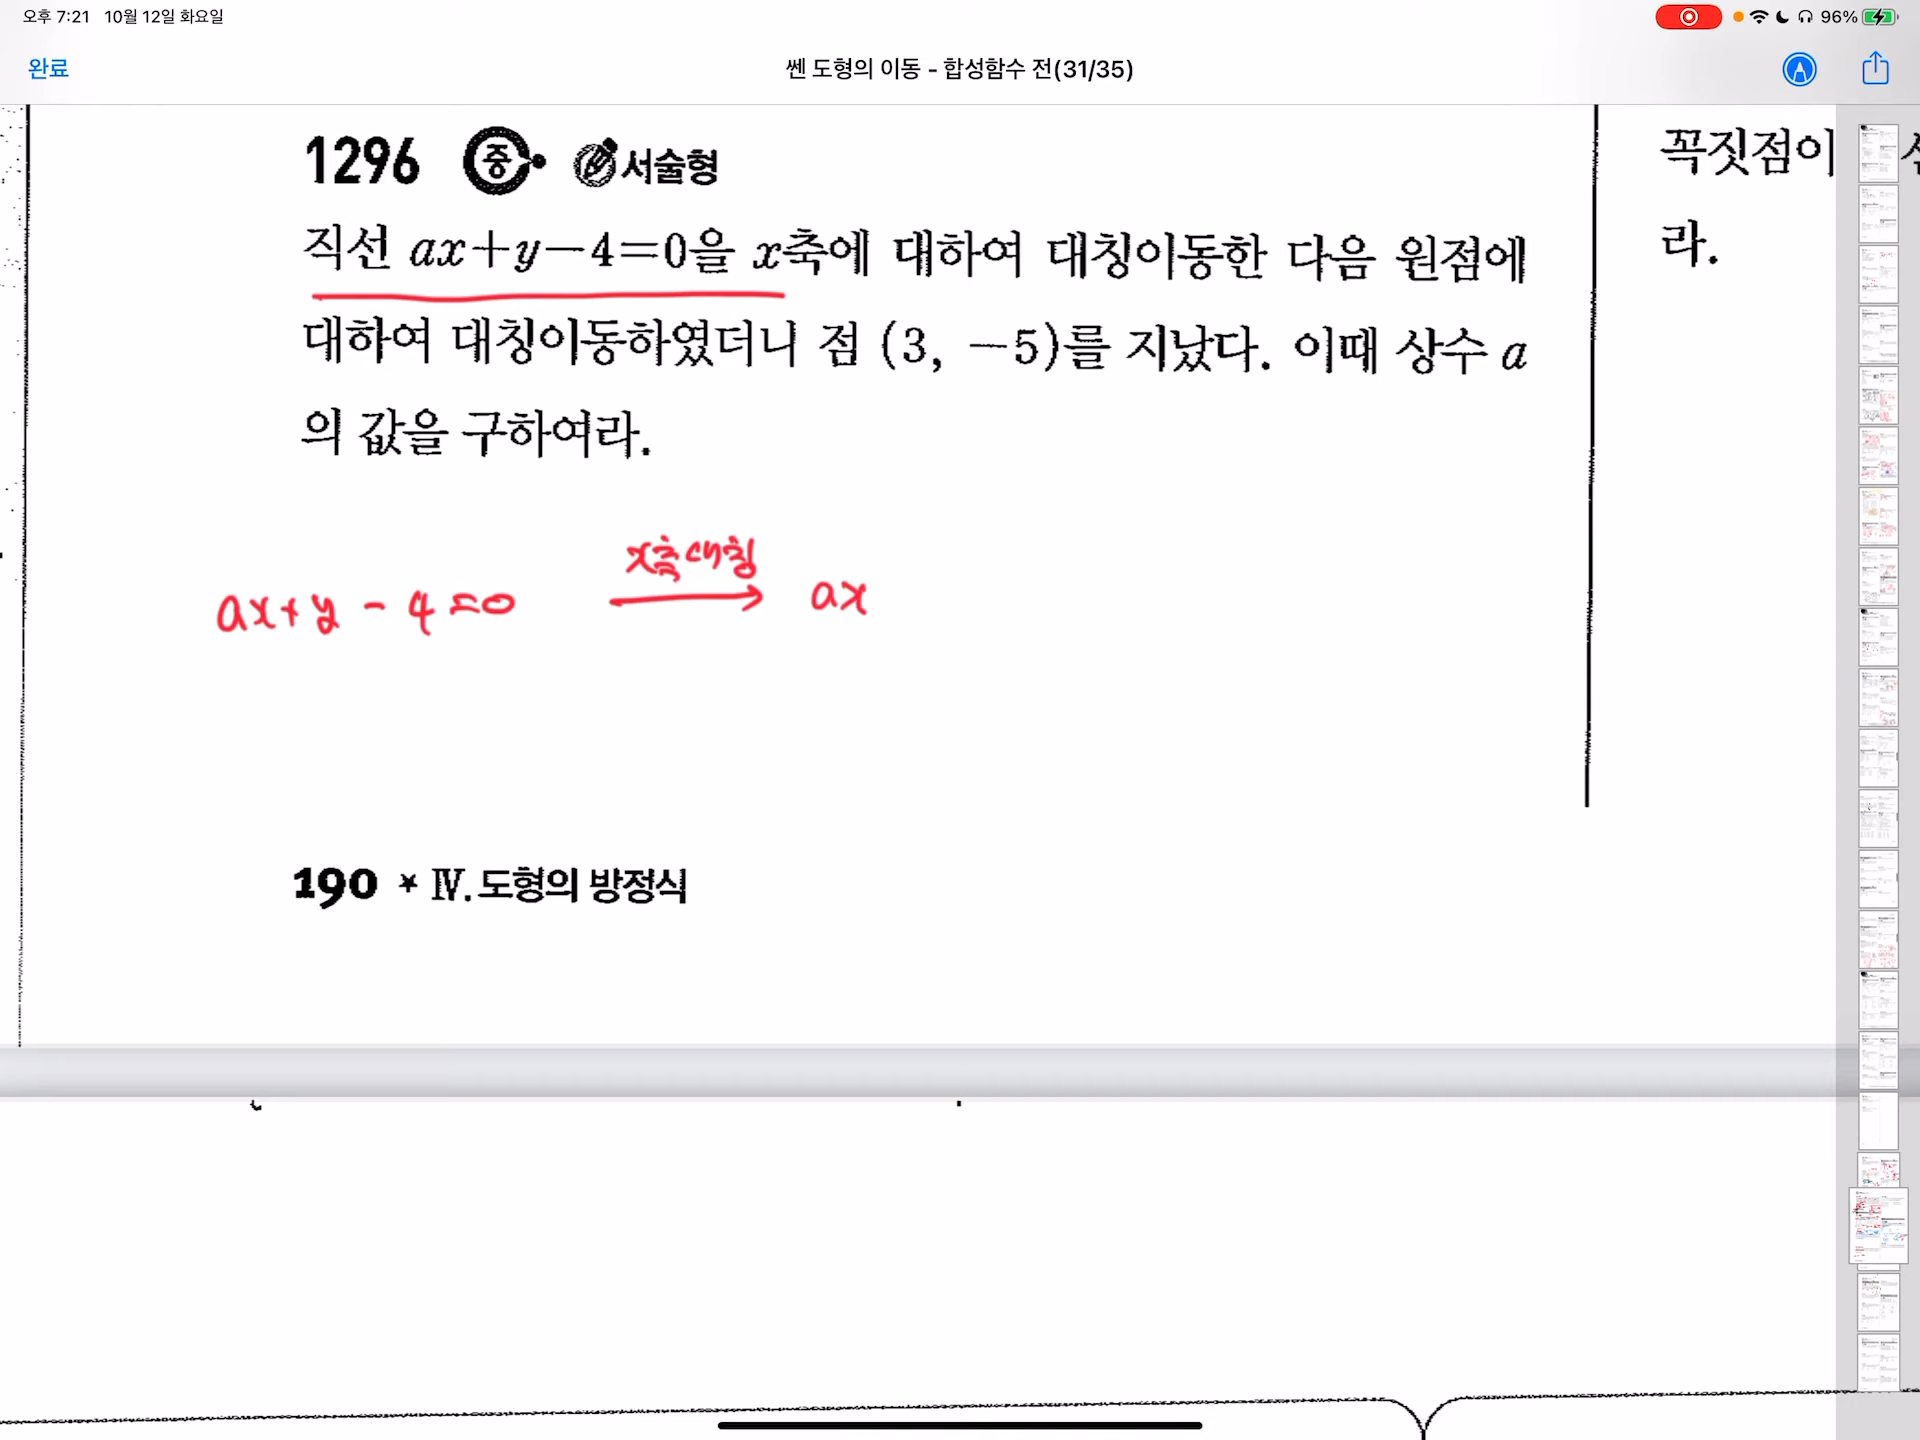 오후 7:21 10월 12일 화요일
96%
완료
쎈 도형의 이동 - 합성함수 전(31/35)
1296 중 서술형
직선 ax+y-4=0을 x축에 대하여 대칭이동한 다음 원점에
대하여 대칭이동하였더니 점 (3, -5)를 지났다. 이때 상수 a
의 값을 구하여라.
x축대칭
ax+y-4=0 → ax
190 * Ⅳ. 도형의 방정식
꼭짓점이
라.